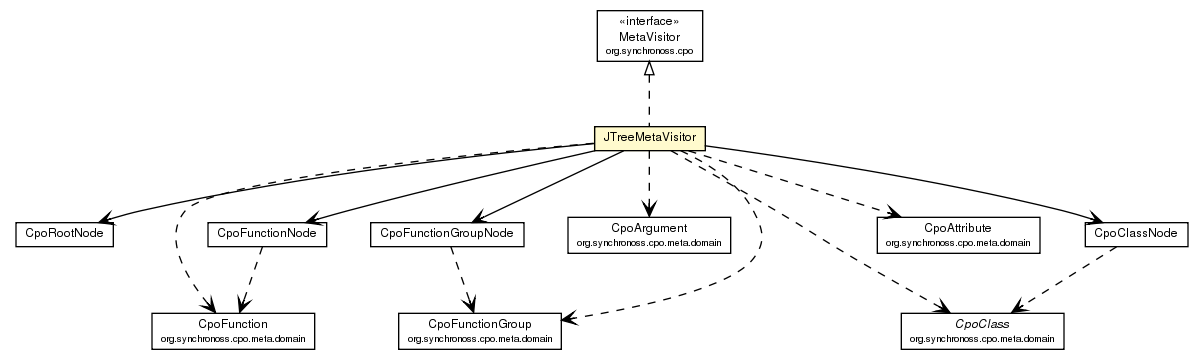 «interface»
MetaVisitor
org.synchronoss.cpo
JTreeMetaVisitor
CpoRootNode
CpoFunctionNode
CpoFunctionGroupNode
CpoArgument
org.synchronoss.cpo.meta.domain
CpoAttribute
org.synchronoss.cpo.meta.domain
CpoClassNode
CpoFunction
org.synchronoss.cpo.meta.domain
CpoFunctionGroup
org.synchronoss.cpo.meta.domain
CpoClass
org.synchronoss.cpo.meta.domain